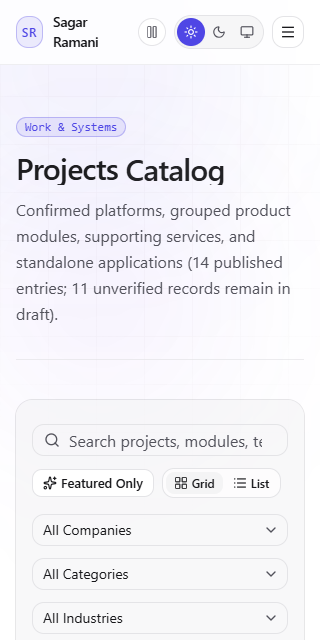 SR
Sagar
Ramani
Work & Systems
Projects Catalog
Confirmed platforms, grouped product
modules, supporting services, and
standalone applications (14 published
entries; 11 unverified records remain in
draft).
Search projects, modules, te
Featured Only
Grid
List
All Companies
All Categories
All Industries